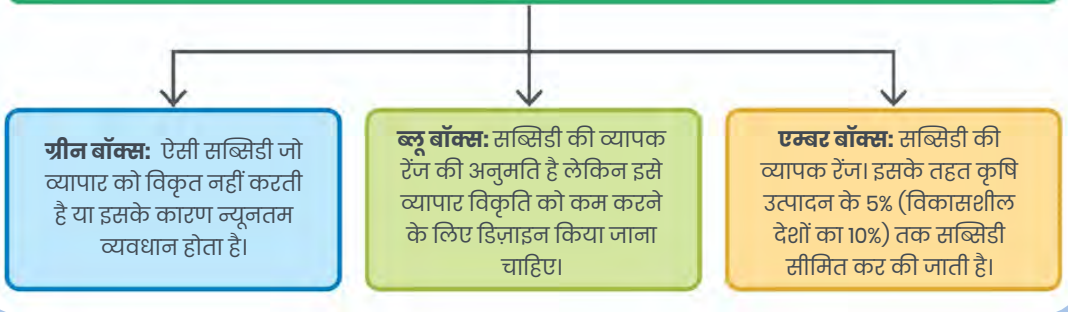 ग्रीन बॉक्स: ऐसी सब्सिडी जो
व्यापार को विकृत नहीं करती
है या इसके कारण न्यूनतम
व्यवधान होता है।
ब्लू बॉक्स: सब्सिडी की व्यापक
रेंज की अनुमति है लेकिन इसे
व्यापार विकृति को कम करने
के लिए डिज़ाइन किया जाना
चाहिए।
एम्बर बॉक्स: सब्सिडी की
व्यापक रेंज। इसके तहत कृषि
उत्पादन के 5% (विकासशील
देशों का 10%) तक सब्सिडी
सीमित कर की जाती है।